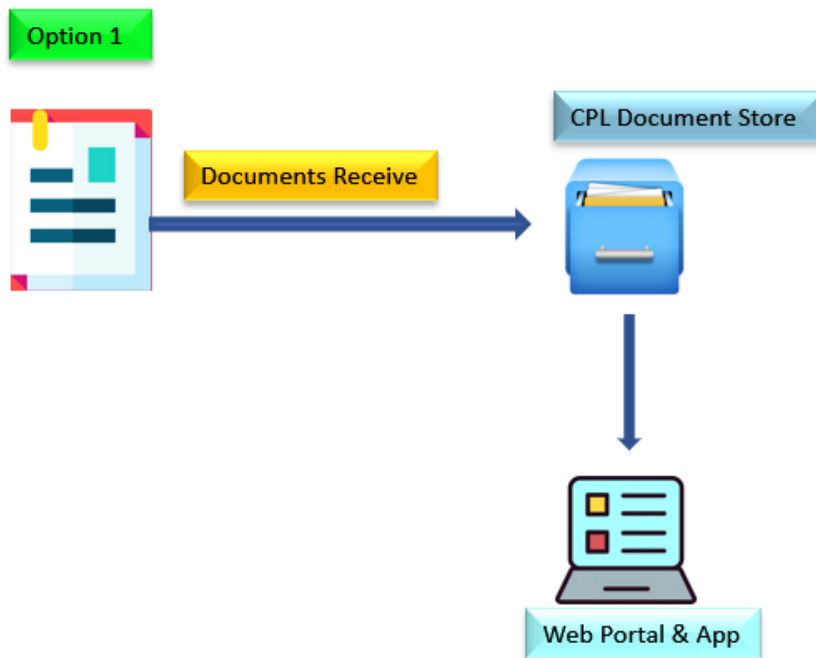 Option 1
CPL Document Store
Documents Receive
Web Portal & App